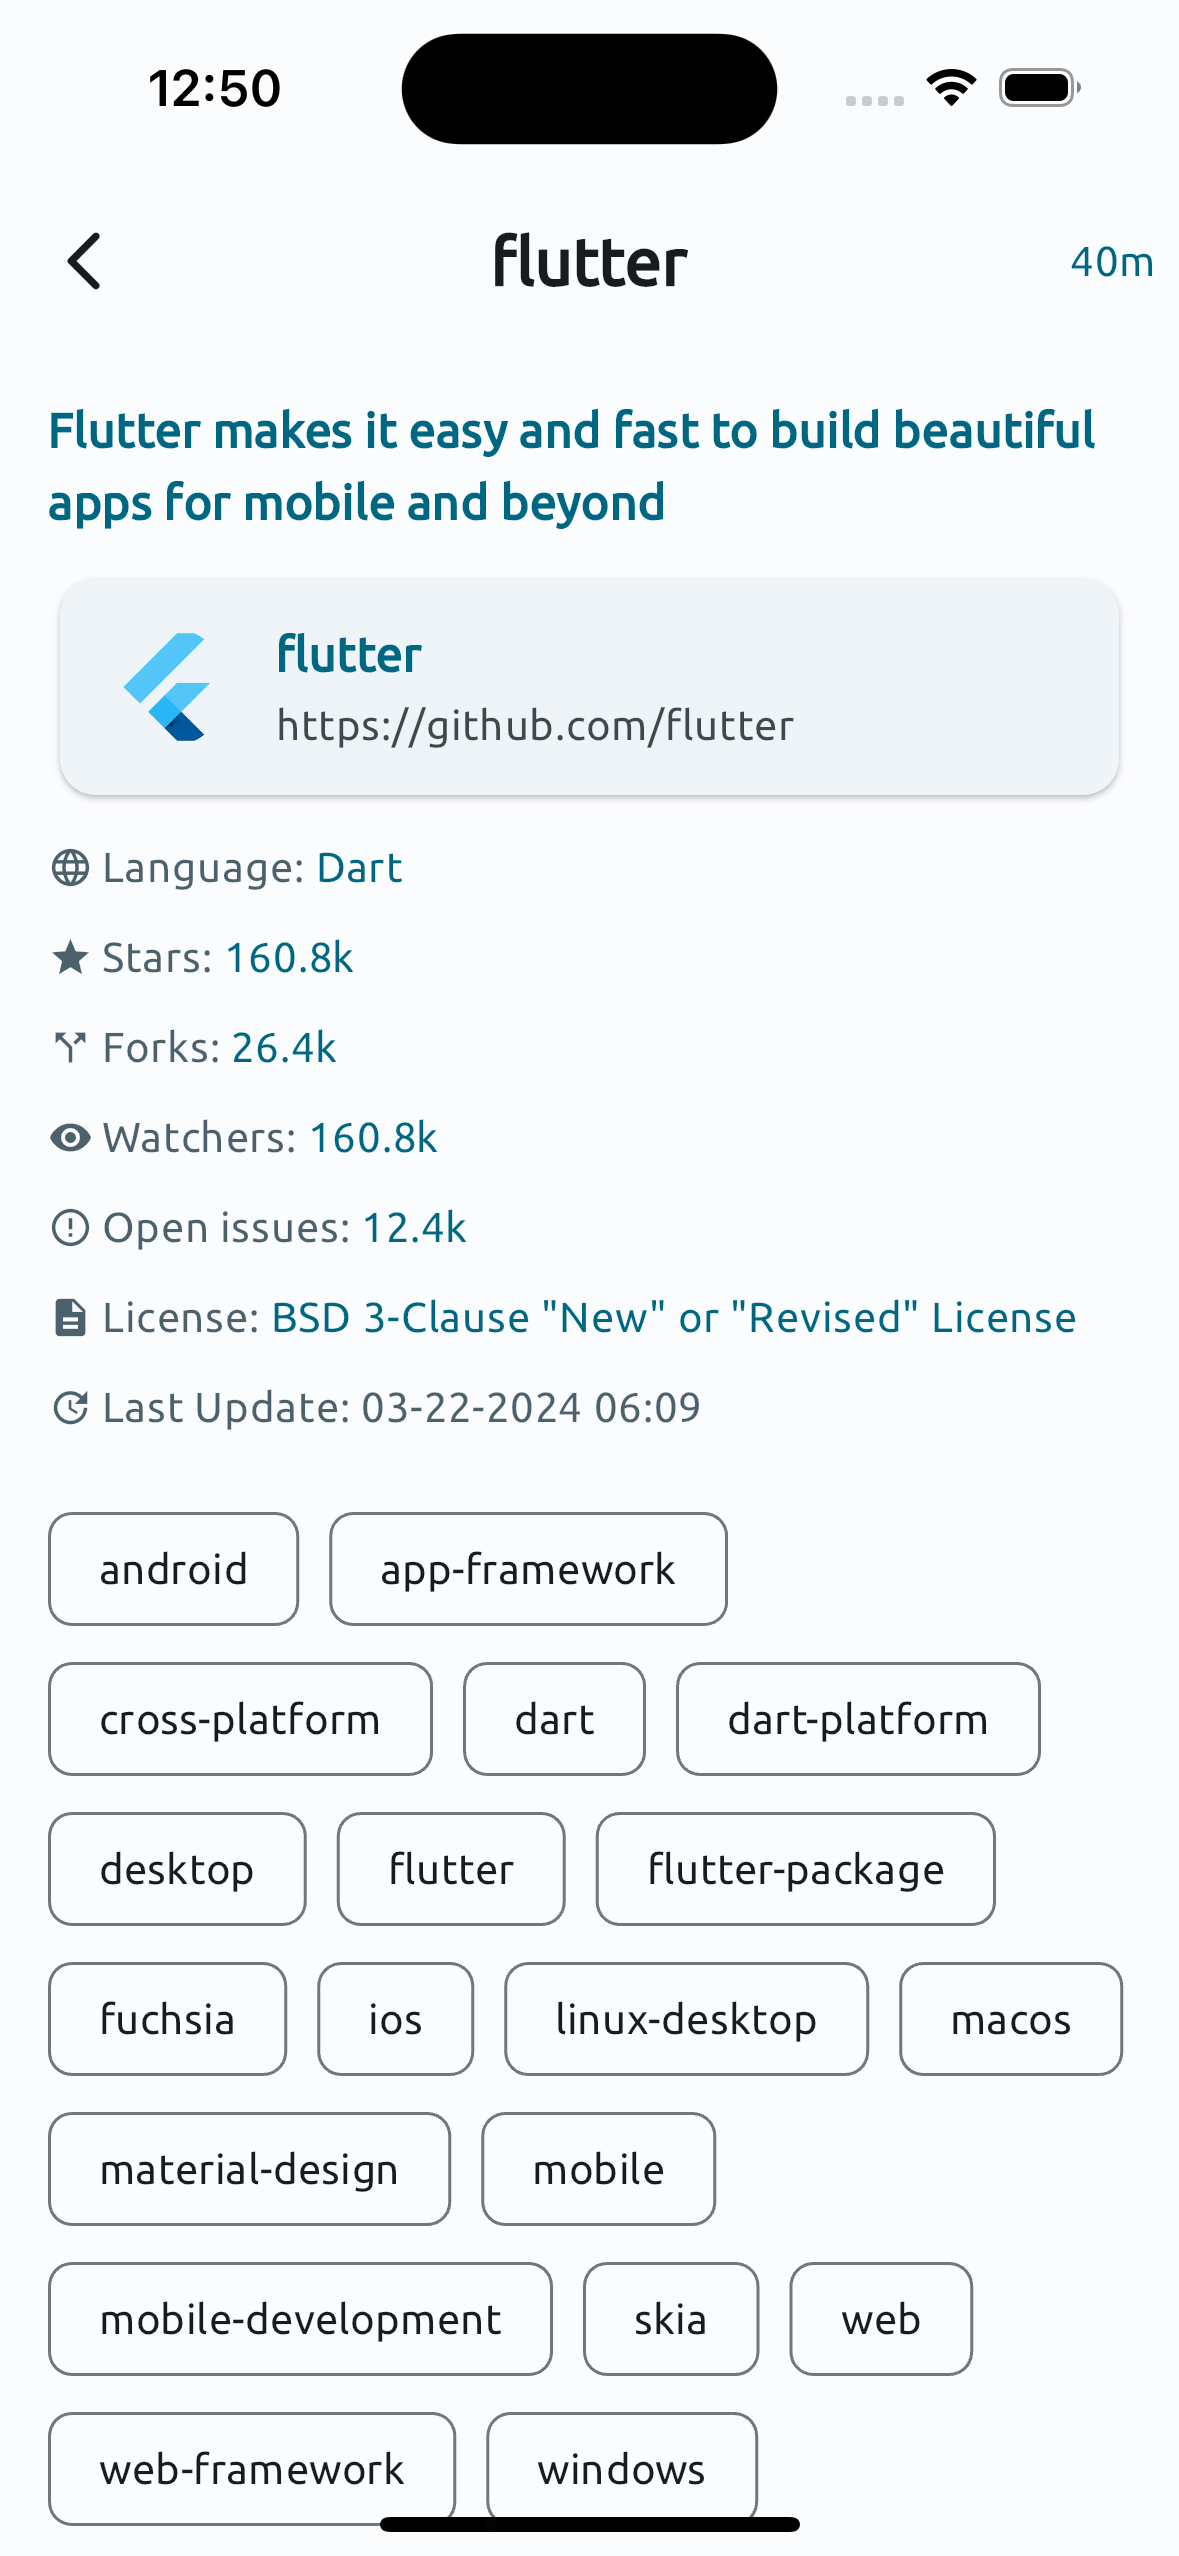 12:50
flutter 40m
Flutter makes it easy and fast to build beautiful
apps for mobile and beyond
flutter
https://github.com/flutter
Language: Dart
Stars: 160.8k
Forks: 26.4k
Watchers: 160.8k
Open issues: 12.4k
License: BSD 3-Clause "New" or "Revised" License
Last Update: 03-22-2024 06:09
android app-framework
cross-platform dart dart-platform
desktop flutter flutter-package
fuchsia ios linux-desktop macos
material-design mobile
mobile-development skia web
web-framework windows